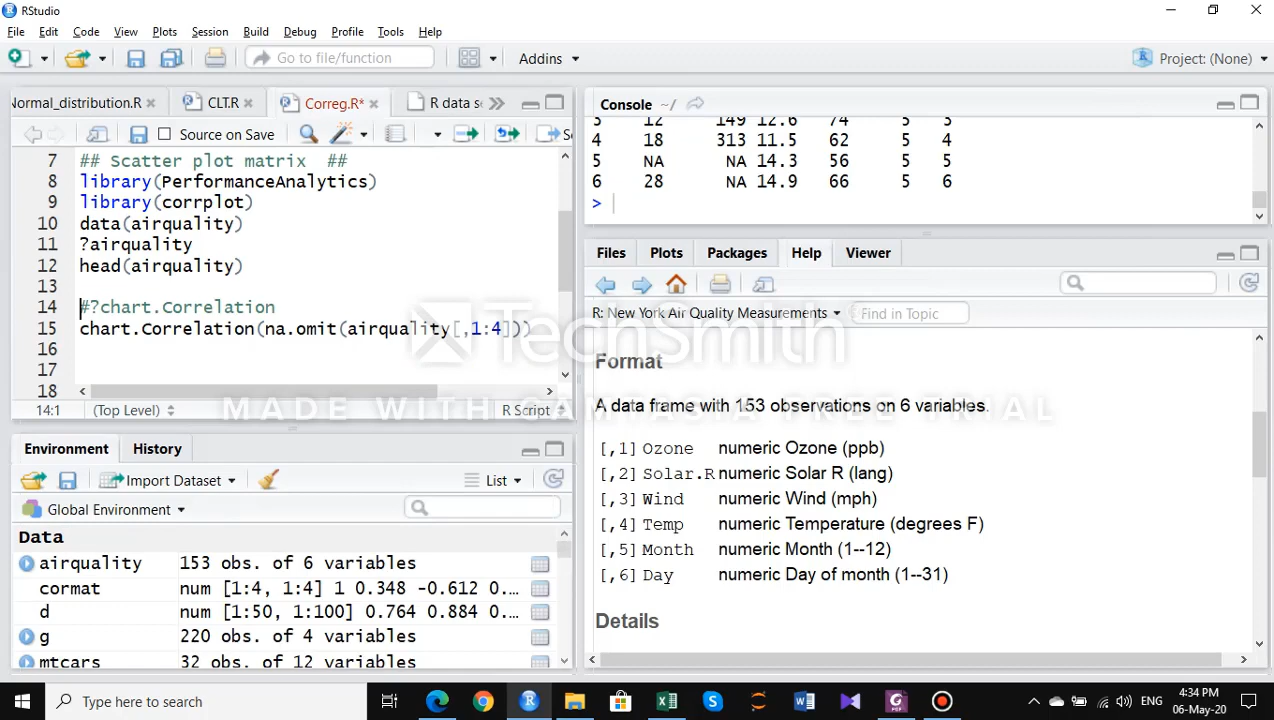 RStudio
File Edit Code View Plots Session Build Debug Profile Tools Help
Go to file/function Addins Project: (None)
Normal_distribution.R CLT.R Correg.R* R data s
Source on Save
7 ## Scatter plot matrix ##
8 library(PerformanceAnalytics)
9 library(corrplot)
10 data(airquality)
11 ?airquality
12 head(airquality)
13
14 #?chart.Correlation
15 chart.Correlation(na.omit(airquality[,1:4]))
16
17
18
14:1 (Top Level) R Script
Console ~/
3 12 149 12.6 74 5 3
4 18 313 11.5 62 5 4
5 NA NA 14.3 56 5 5
6 28 NA 14.9 66 5 6
>
Files Plots Packages Help Viewer
R: New York Air Quality Measurements Find in Topic
TechSmith
MADE WITH CAMTASIA FREE TRIAL
Format
A data frame with 153 observations on 6 variables.
[,1] Ozone numeric Ozone (ppb)
[,2] Solar.R numeric Solar R (lang)
[,3] Wind numeric Wind (mph)
[,4] Temp numeric Temperature (degrees F)
[,5] Month numeric Month (1--12)
[,6] Day numeric Day of month (1--31)
Details
Environment History
Import Dataset List
Global Environment
Data
airquality 153 obs. of 6 variables
cormat num [1:4, 1:4] 1 0.348 -0.612 0...
d num [1:50, 1:100] 0.764 0.884 0...
g 220 obs. of 4 variables
mtcars 32 obs. of 12 variables
Type here to search
ENG
4:34 PM
06-May-20